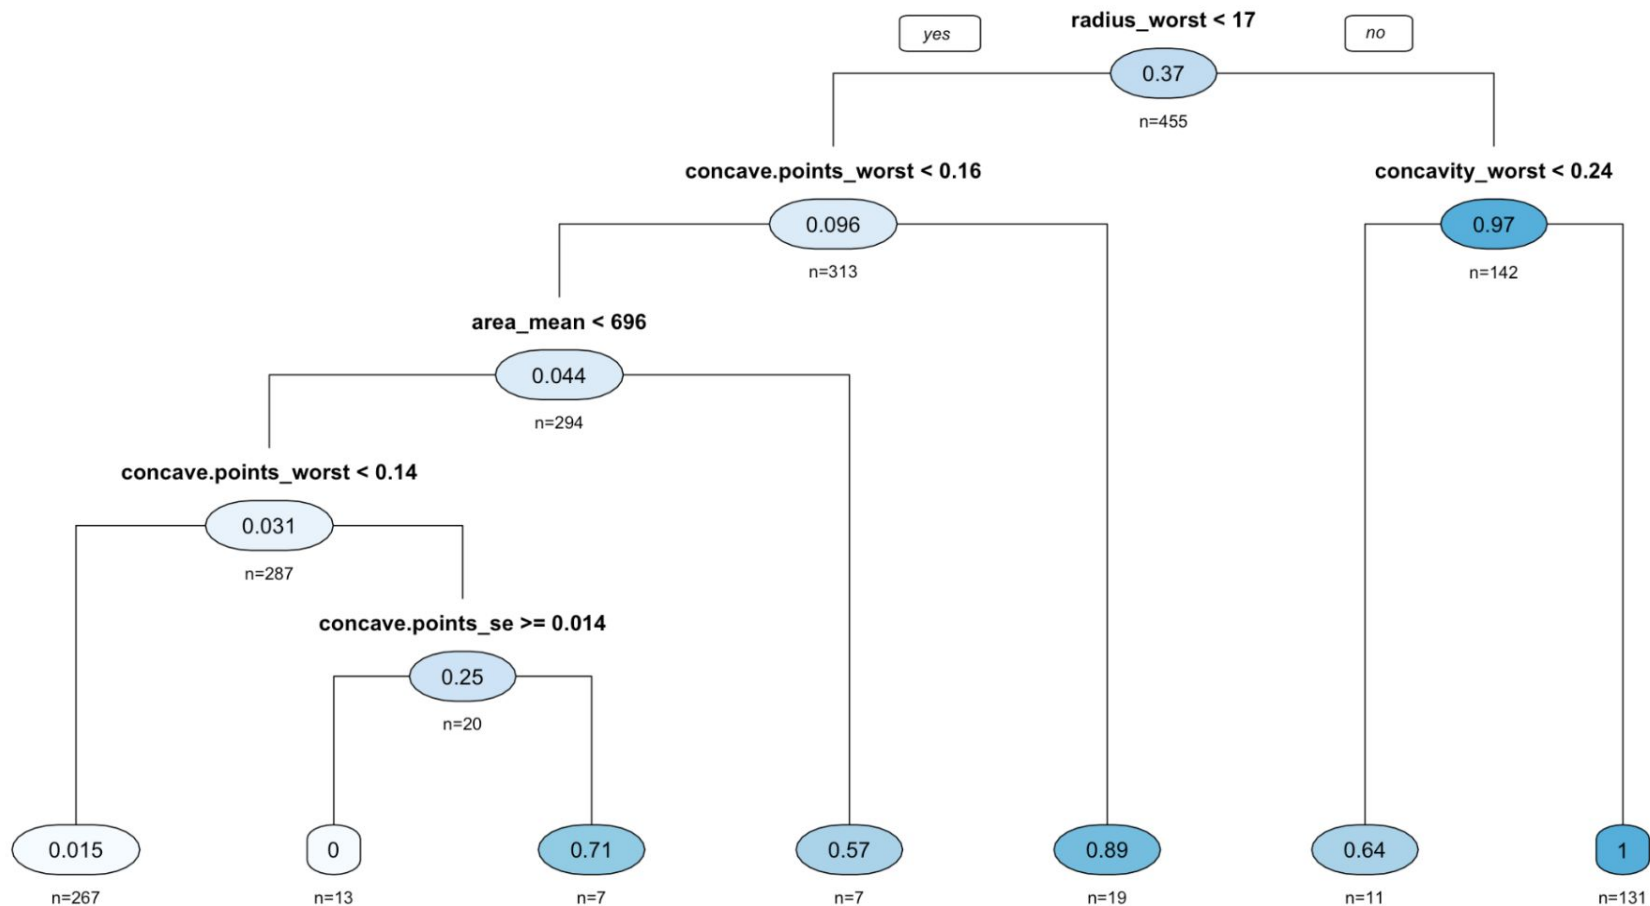 radius_worst < 17
yes
no
0.37
n=455
concave.points_worst < 0.16
concavity_worst < 0.24
0.096
0.97
n=313
n=142
area_mean < 696
0.044
n=294
concave.points_worst < 0.14
0.031
n=287
concave.points_se >= 0.014
0.25
n=20
0.015
0
0.71
0.57
0.89
0.64
1
n=267
n=13
n=7
n=7
n=19
n=11
n=131